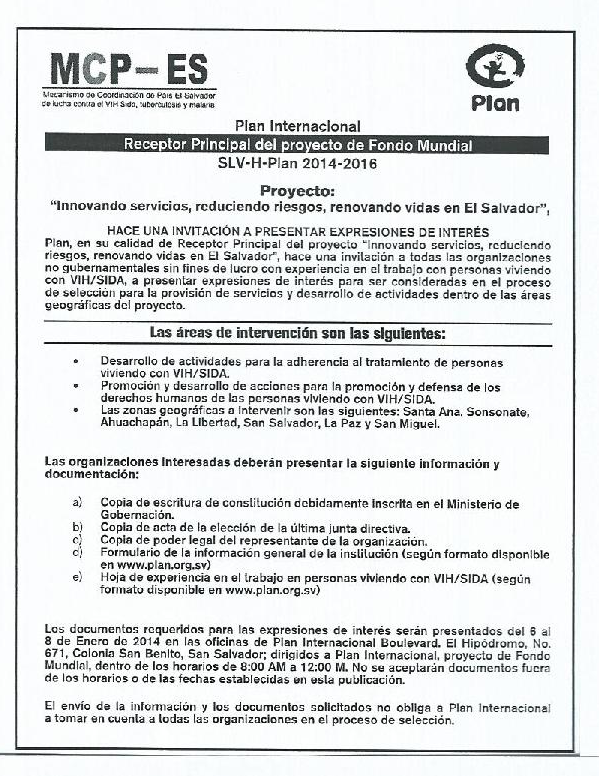 MCP-ES
Mecanismo de Coordinación de País El Salvador
de lucha contra el VIH Sida, tuberculosis y malaria
Plan
Plan Internacional
Receptor Principal del proyecto de Fondo Mundial
SLV-H-Plan 2014-2016
Proyecto:
“Innovando servicios, reduciendo riesgos, renovando vidas en El Salvador”,
HACE UNA INVITACIÓN A PRESENTAR EXPRESIONES DE INTERÉS
Plan, en su calidad de Receptor Principal del proyecto “Innovando servicios, reduciendo
riesgos, renovando vidas en El Salvador”, hace una invitación a todas las organizaciones
no gubernamentales sin fines de lucro con experiencia en el trabajo con personas viviendo
con VIH/SIDA, a presentar expresiones de interés para ser consideradas en el proceso
de selección para la provisión de servicios y desarrollo de actividades dentro de las áreas
geográficas del proyecto.
Las áreas de intervención son las siguientes:
• Desarrollo de actividades para la adherencia al tratamiento de personas
viviendo con VIH/SIDA.
• Promoción y desarrollo de acciones para la promoción y defensa de los
derechos humanos de las personas viviendo con VIH/SIDA.
• Las zonas geográficas a intervenir son las siguientes: Santa Ana, Sonsonate,
Ahuachapán, La Libertad, San Salvador, La Paz y San Miguel.
Las organizaciones interesadas deberán presentar la siguiente información y
documentación:
a) Copia de escritura de constitución debidamente inscrita en el Ministerio de
Gobernación.
b) Copia de acta de la elección de la última junta directiva.
c) Copia de poder legal del representante de la organización.
d) Formulario de la información general de la institución (según formato disponible
en www.plan.org.sv)
e) Hoja de experiencia en el trabajo en personas viviendo con VIH/SIDA (según
formato disponible en www.plan.org.sv)
Los documentos requeridos para las expresiones de interés serán presentados del 6 al
8 de Enero de 2014 en las oficinas de Plan Internacional Boulevard. El Hipódromo, No.
671, Colonia San Benito, San Salvador; dirigidos a Plan Internacional, proyecto de Fondo
Mundial, dentro de los horarios de 8:00 AM a 12:00 M. No se aceptarán documentos fuera
de los horarios o de las fechas establecidas en esta publicación.
El envío de la información y los documentos solicitados no obliga a Plan Internacional
a tomar en cuenta a todas las organizaciones en el proceso de selección.